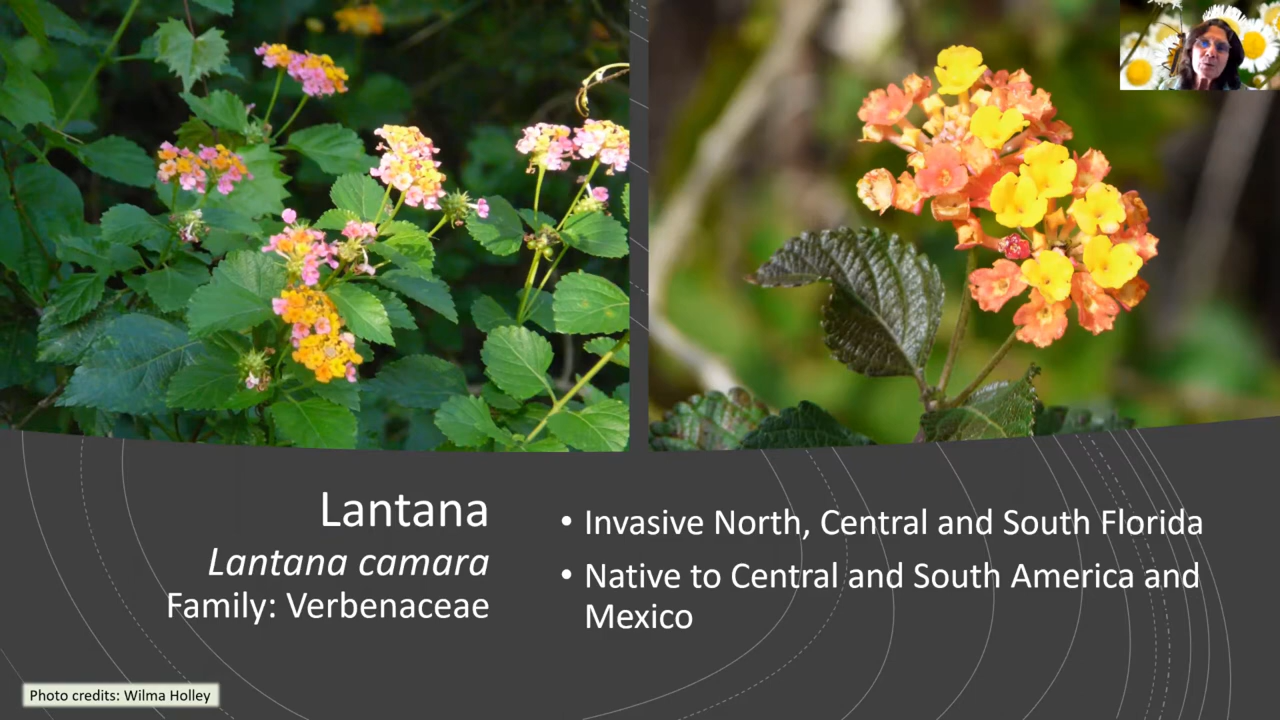 Lantana
Lantana camara
Family: Verbenaceae
• Invasive North, Central and South Florida
• Native to Central and South America and
Mexico
Photo credits: Wilma Holley